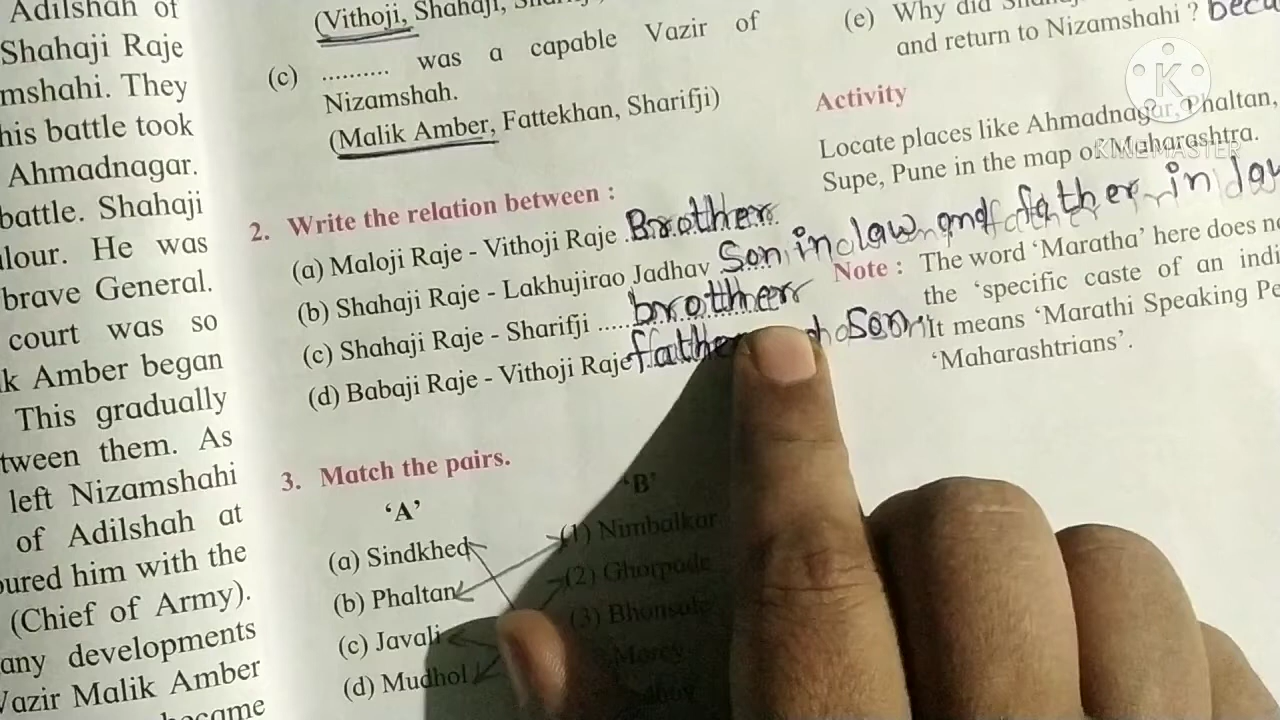 Adilshah of
Shahaji Raje
mshahi. They
his battle took
Ahmadnagar.
battle. Shahaji
lour. He was
brave General.
court was so
k Amber began
This gradually
tween them. As
left Nizamshahi
of Adilshah at
oured him with the
(Chief of Army).
any developments
Vazir Malik Amber
became
(Vithoji, Shahaji,
(c) .......... was a capable Vazir of
Nizamshah.
(Malik Amber, Fattekhan, Sharifji)
2. Write the relation between :
(a) Maloji Raje - Vithoji Raje Brother
(b) Shahaji Raje - Lakhujirao Jadhav Son in law and father in law
(c) Shahaji Raje - Sharifji ..... brother
(d) Babaji Raje - Vithoji Raje father Son
3. Match the pairs.
‘A’ ‘B’
(a) Sindkhed (1) Nimbalkar
(b) Phaltan (2) Ghorpade
(c) Javali (3) Bhonsale
(d) Mudhol Morey
(e) Why did
and return to Nizamshahi ? beca
Activity
Locate places like Ahmadnagar, Phaltan,
Supe, Pune in the map of Maharashtra.
Note : The word ‘Maratha’ here does no
the ‘specific caste of an indi
It means ‘Marathi Speaking Pe
‘Maharashtrians’.
K
KINEMASTER